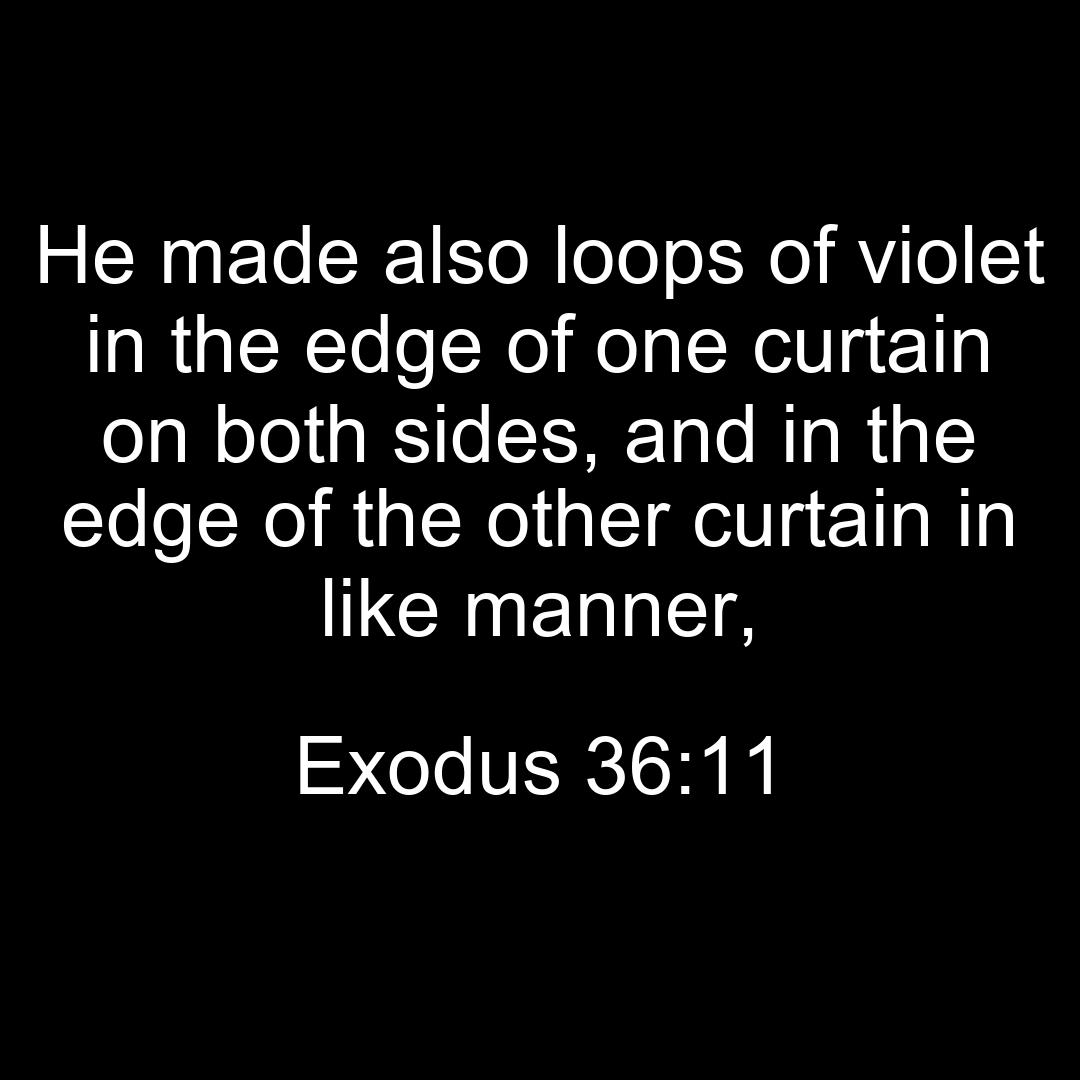 He made also loops of violet
in the edge of one curtain
on both sides, and in the
edge of the other curtain in
like manner,
Exodus 36:11